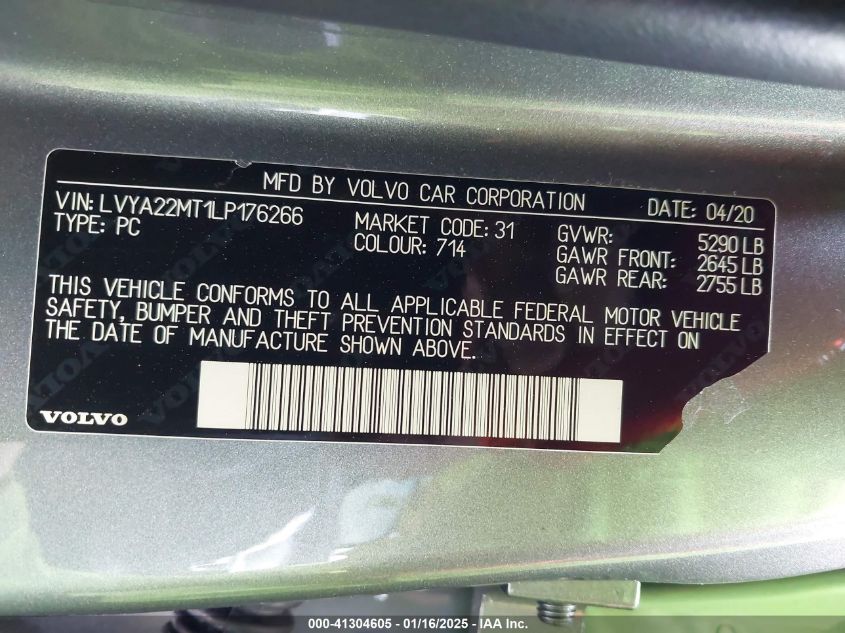 MFD BY VOLVO CAR CORPORATION DATE: 04/20
VIN: LVYA22MT1LP176266 MARKET CODE: 31 GVWR: 5290 LB
TYPE: PC COLOUR: 714 GAWR FRONT: 2645 LB
GAWR REAR: 2755 LB
THIS VEHICLE CONFORMS TO ALL APPLICABLE FEDERAL MOTOR VEHICLE
SAFETY, BUMPER AND THEFT PREVENTION STANDARDS IN EFFECT ON
THE DATE OF MANUFACTURE SHOWN ABOVE.
VOLVO
000-41304605 - 01/16/2025 - IAA Inc.